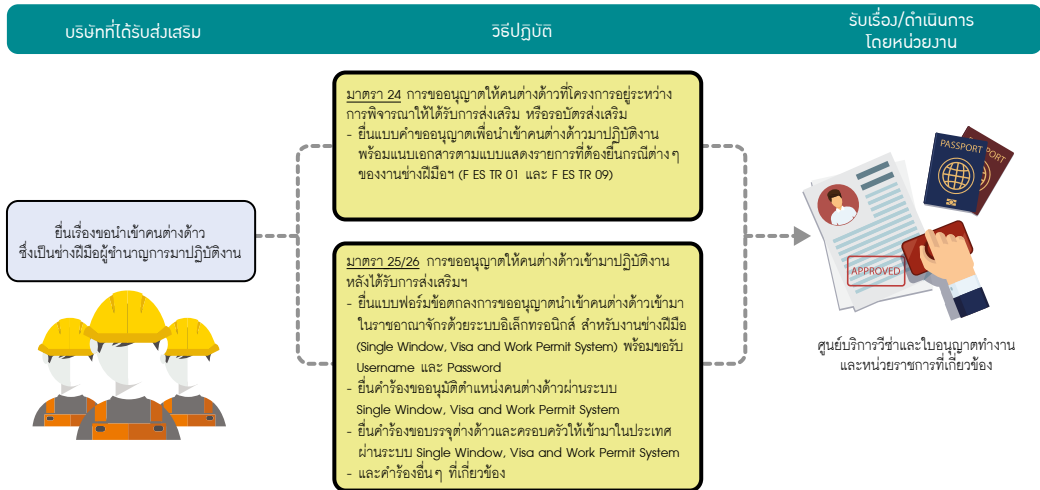 บริษัทที่ได้รับส่งเสริม
วิธีปฏิบัติ
รับเรื่อง/ดำเนินการ
โดยหน่วยงาน
ยื่นเรื่องขอนำเข้าคนต่างด้าว
ซึ่งเป็นช่างฝีมือผู้ชำนาญการมาปฏิบัติงาน
มาตรา 24 การขออนุญาตให้คนต่างด้าวที่โครงการอยู่ระหว่าง
การพิจารณาให้ได้รับการส่งเสริม หรือรอบัตรส่งเสริม
- ยื่นแบบคำขออนุญาตเพื่อนำเข้าคนต่างด้าวมาปฏิบัติงาน
พร้อมแนบเอกสารตามแบบแสดงรายการที่ต้องยื่นกรณีต่างๆ
ของงานช่างฝีมือฯ (F ES TR 01 และ F ES TR 09)
มาตรา 25/26 การขออนุญาตให้คนต่างด้าวเข้ามาปฏิบัติงาน
หลังได้รับการส่งเสริมฯ
- ยื่นแบบฟอร์มข้อตกลงการขออนุญาตนำเข้าคนต่างด้าวเข้ามา
ในราชอาณาจักรด้วยระบบอิเล็กทรอนิกส์ สำหรับงานช่างฝีมือ
(Single Window, Visa and Work Permit System) พร้อมขอรับ
Username และ Password
- ยื่นคำร้องขออนุมัติตำแหน่งคนต่างด้าวผ่านระบบ
Single Window, Visa and Work Permit System
- ยื่นคำร้องขอบรรจุต่างด้าวและครอบครัวให้เข้ามาในประเทศ
ผ่านระบบ Single Window, Visa and Work Permit System
- และคำร้องอื่นๆ ที่เกี่ยวข้อง
PASSPORT
PORT
APPROVED
ศูนย์บริการวีซ่าและใบอนุญาตทำงาน
และหน่วยราชการที่เกี่ยวข้อง